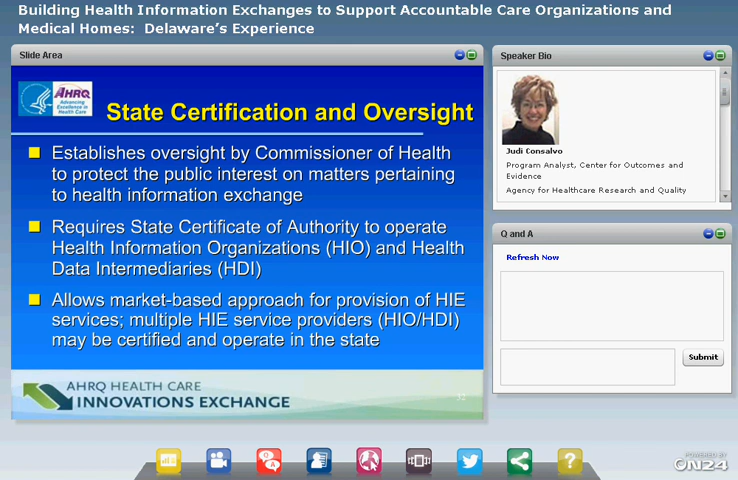 Building Health Information Exchanges to Support Accountable Care Organizations and
Medical Homes: Delaware's Experience
Slide Area
AHRQ
Advancing
Excellence in
Health Care
State Certification and Oversight
Establishes oversight by Commissioner of Health
to protect the public interest on matters pertaining
to health information exchange
Requires State Certificate of Authority to operate
Health Information Organizations (HIO) and Health
Data Intermediaries (HDI)
Allows market-based approach for provision of HIE
services; multiple HIE service providers (HIO/HDI)
may be certified and operate in the state
AHRQ HEALTH CARE
INNOVATIONS EXCHANGE
32
Speaker Bio
Judi Consalvo
Program Analyst, Center for Outcomes and
Evidence
Agency for Healthcare Research and Quality
Q and A
Refresh Now
Submit
Q
A
?
POWERED BY
ON24